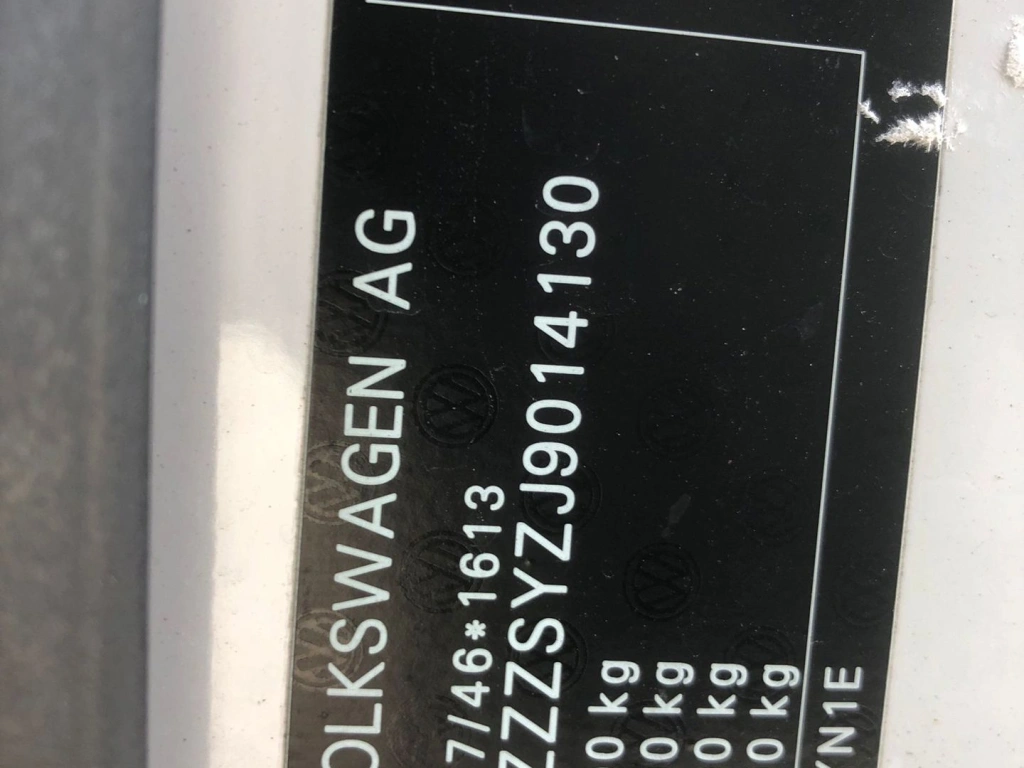 OLKSWAGEN AG
7/46*1613
ZZZSYZJ9014130
0 kg
0 kg
0 kg
0 kg
YN1E